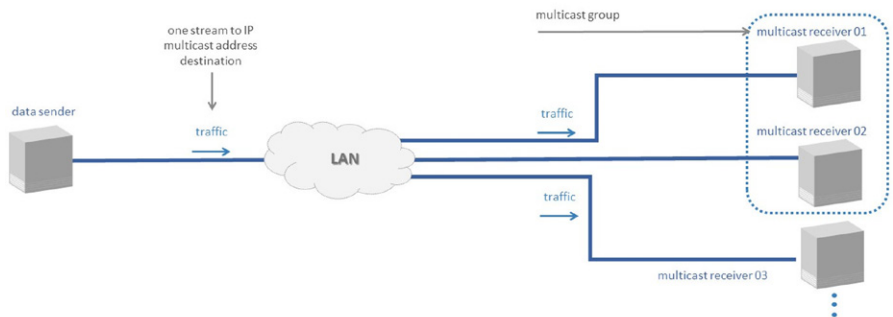 one stream to IP
multicast address
destination
multicast group
multicast receiver 01
data sender
traffic
traffic
LAN
multicast receiver 02
traffic
multicast receiver 03